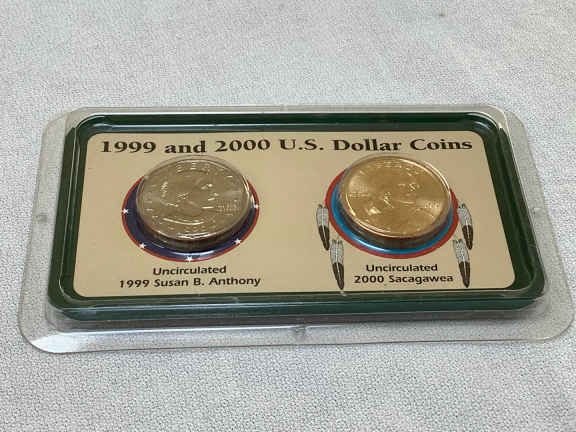 1999 and 2000 U.S. Dollar Coins
Uncirculated
1999 Susan B. Anthony
Uncirculated
2000 Sacagawea